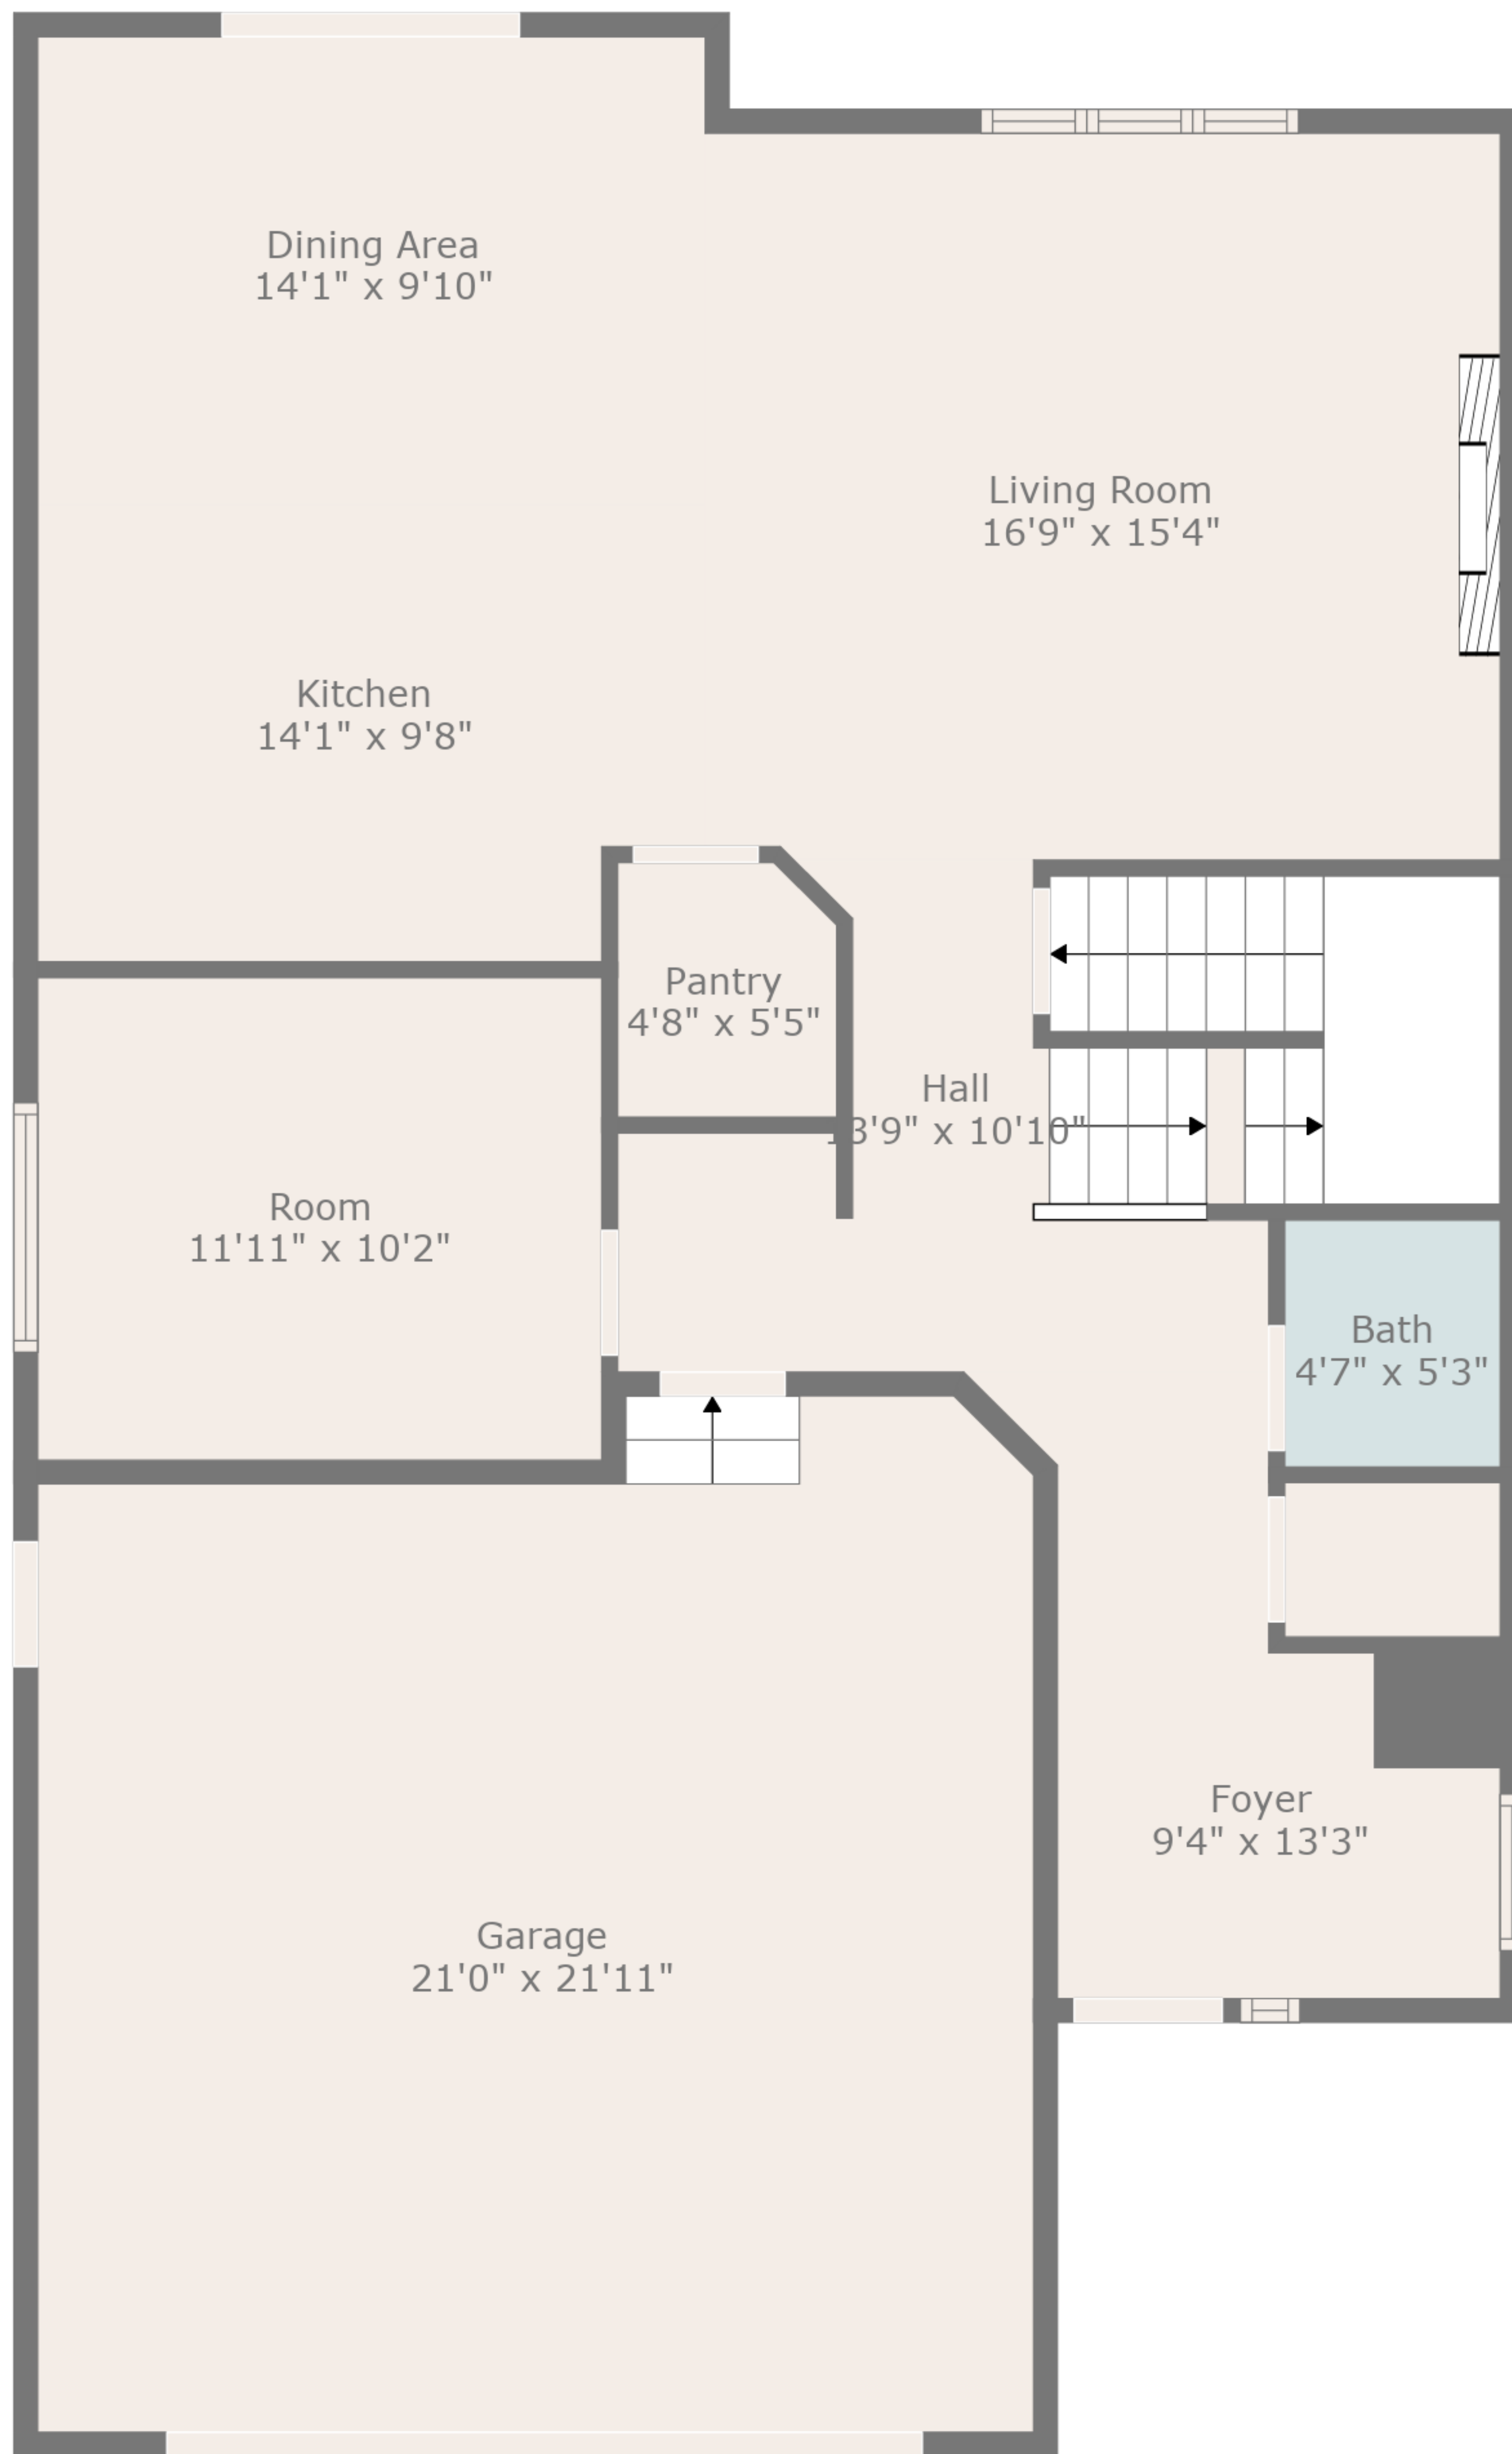 Dining Area
14'1" x 9'10"
Living Room
16'9" x 15'4"
Kitchen
14'1" x 9'8"
Pantry
4'8" x 5'5"
Hall
13'9" x 10'10"
Room
11'11" x 10'2"
Bath
4'7" x 5'3"
Foyer
9'4" x 13'3"
Garage
21'0" x 21'11"